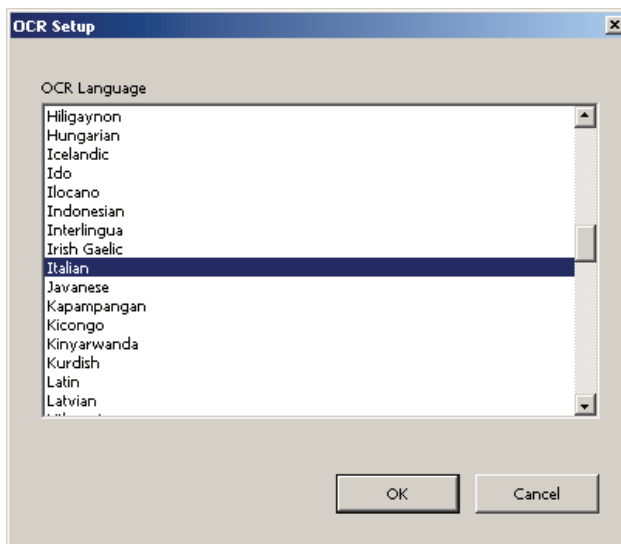 OCR Setup
OCR Language
Hiligaynon
Hungarian
Icelandic
Ido
Ilocano
Indonesian
Interlingua
Irish Gaelic
Italian
Javanese
Kapampangan
Kicongo
Kinyarwanda
Kurdish
Latin
Latvian
OK Cancel